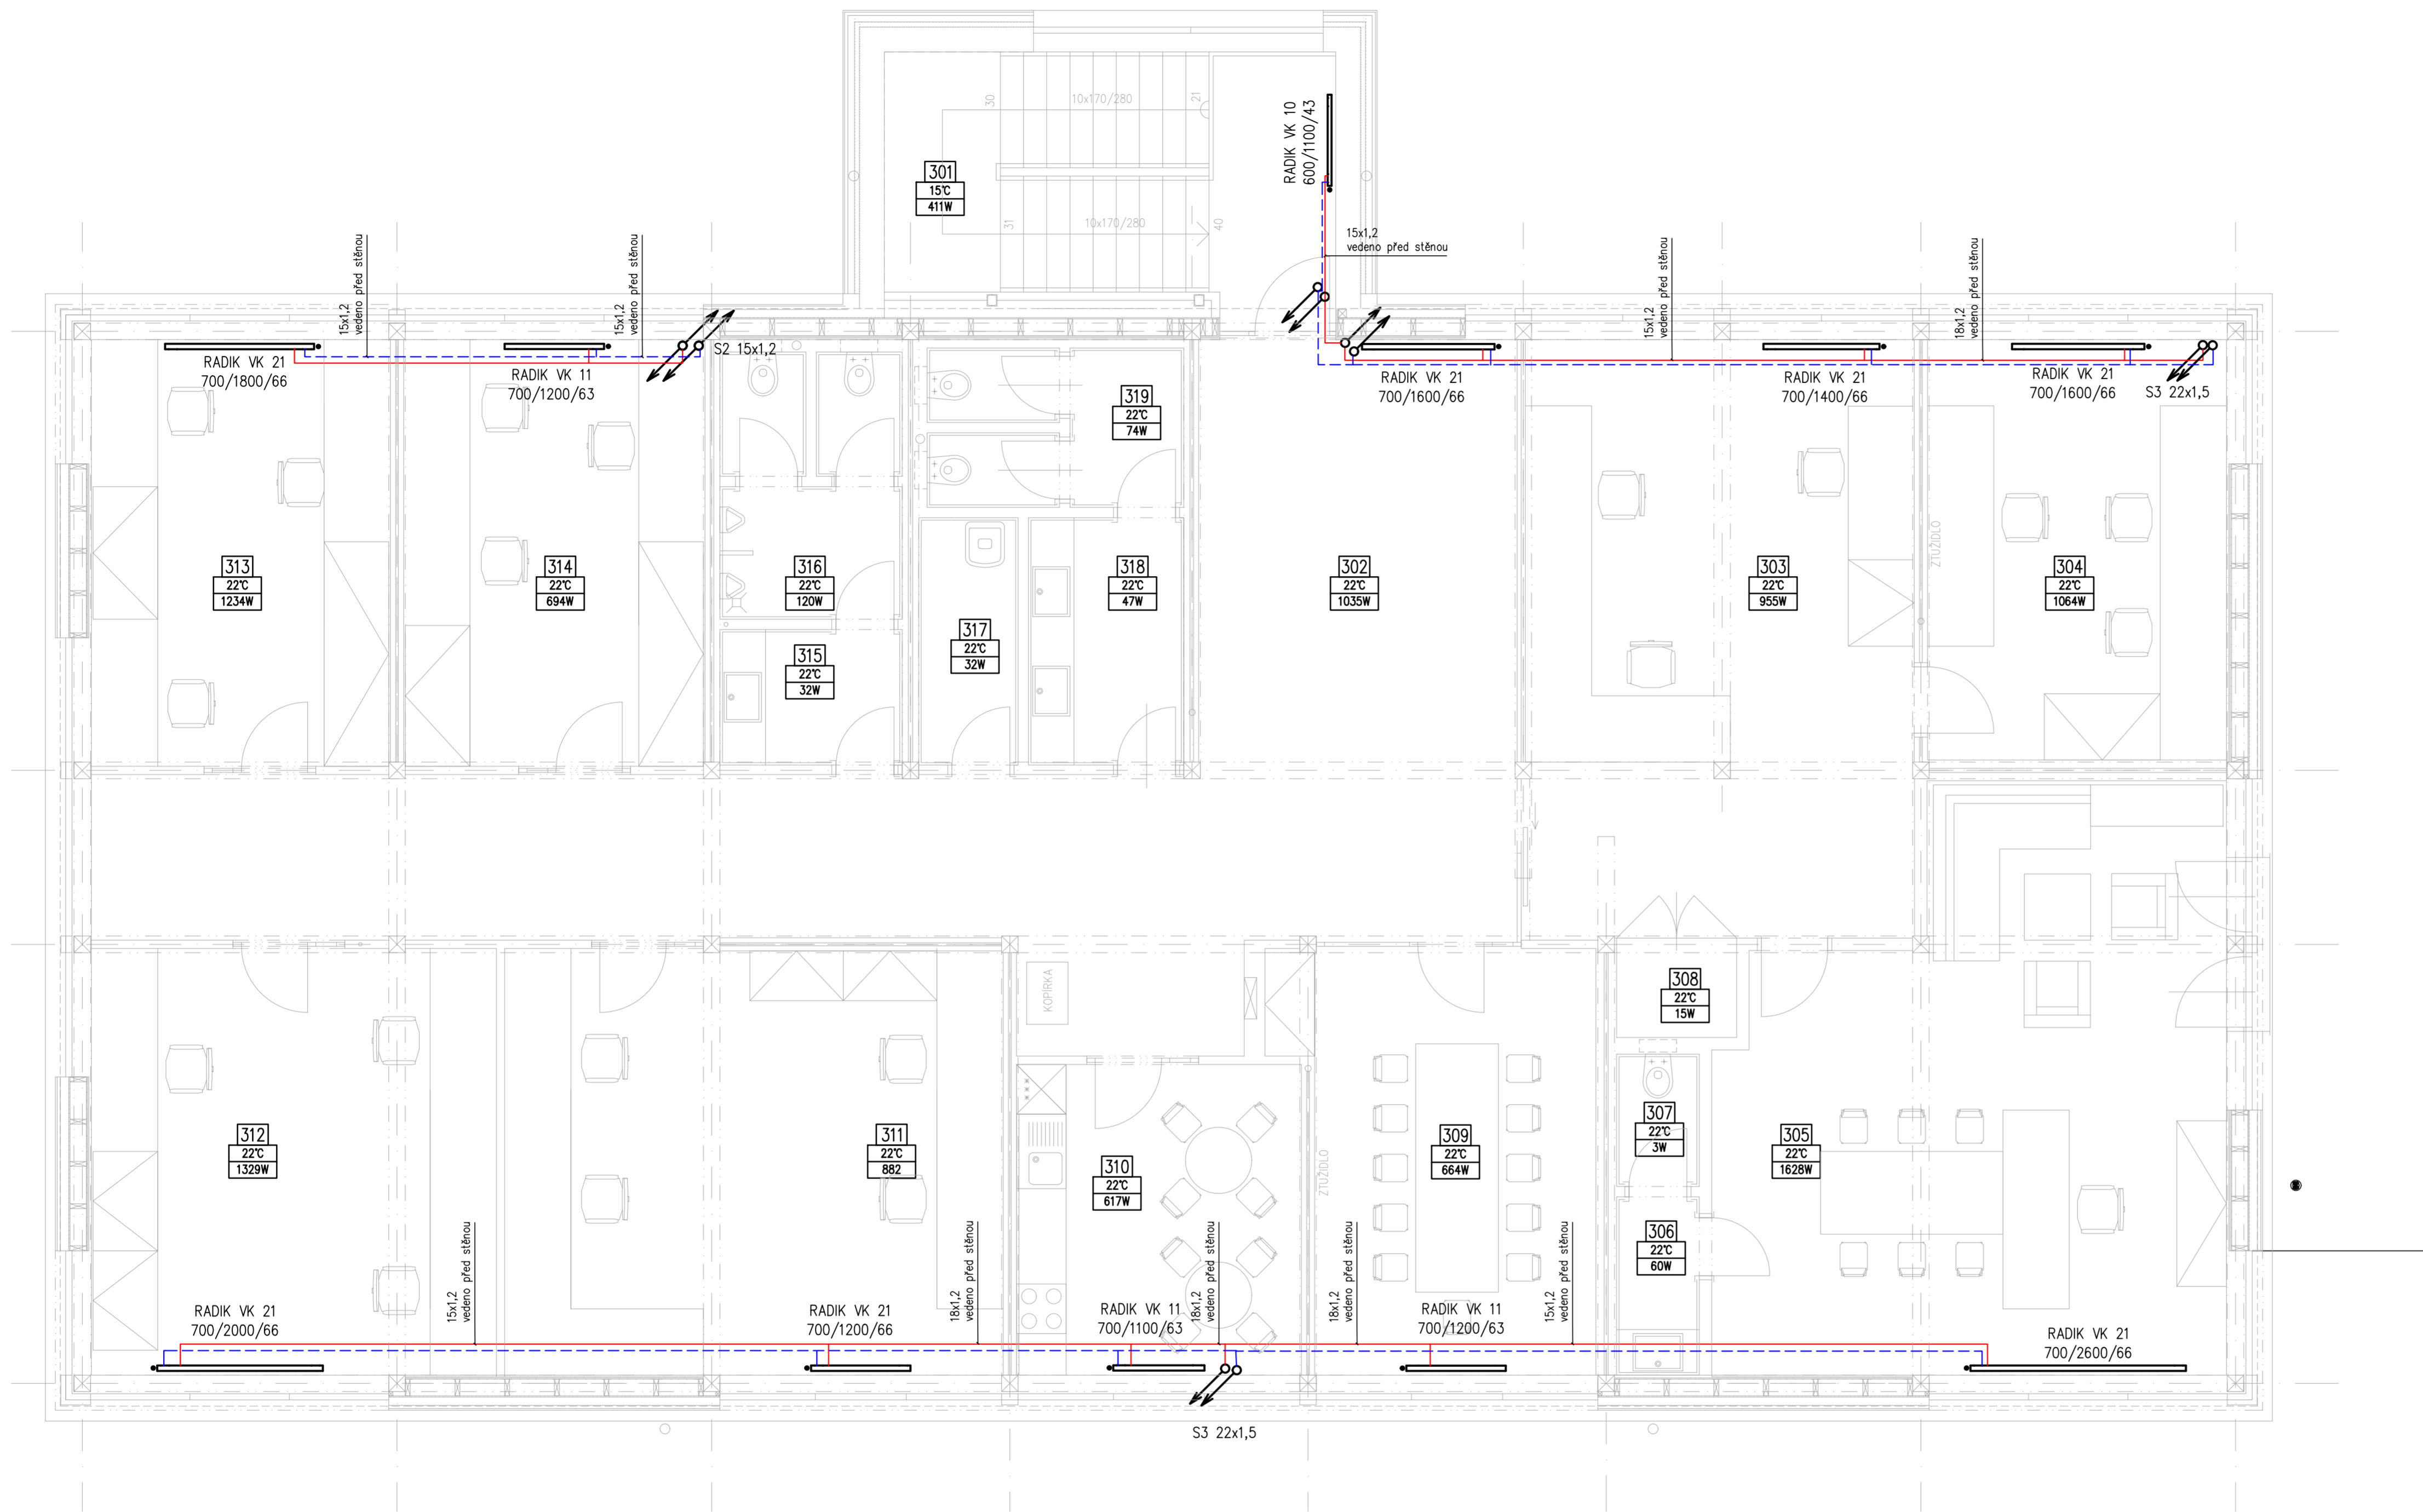 30
10x170/280
21
RADIK VK 10
600/1100/43
301
15℃
411W
31
10x170/280
40
15x1,2
vedeno před stěnou
15x1,2
vedeno před stěnou
15x1,2
vedeno před stěnou
15x1,2
vedeno před stěnou
18x1,2
vedeno před stěnou
RADIK VK 21
700/1800/66
RADIK VK 11
700/1200/63
S2 15x1,2
RADIK VK 21
700/1600/66
RADIK VK 21
700/1400/66
RADIK VK 21
700/1600/66
S3 22x1,5
319
22℃
74W
313
22℃
1234W
314
22℃
694W
316
22℃
120W
318
22℃
47W
302
22℃
1035W
303
22℃
955W
ZTUŽIDLO
304
22℃
1064W
317
22℃
32W
315
22℃
32W
KOPÍRKA
308
22℃
15W
307
22℃
3W
312
22℃
1329W
311
22℃
882
310
22℃
617W
ZTUŽIDLO
309
22℃
664W
305
22℃
1628W
306
22℃
60W
15x1,2
vedeno před stěnou
18x1,2
vedeno před stěnou
18x1,2
vedeno před stěnou
18x1,2
vedeno před stěnou
15x1,2
vedeno před stěnou
RADIK VK 21
700/2000/66
RADIK VK 21
700/1200/66
RADIK VK 11
700/1100/63
RADIK VK 11
700/1200/63
RADIK VK 21
700/2600/66
S3 22x1,5